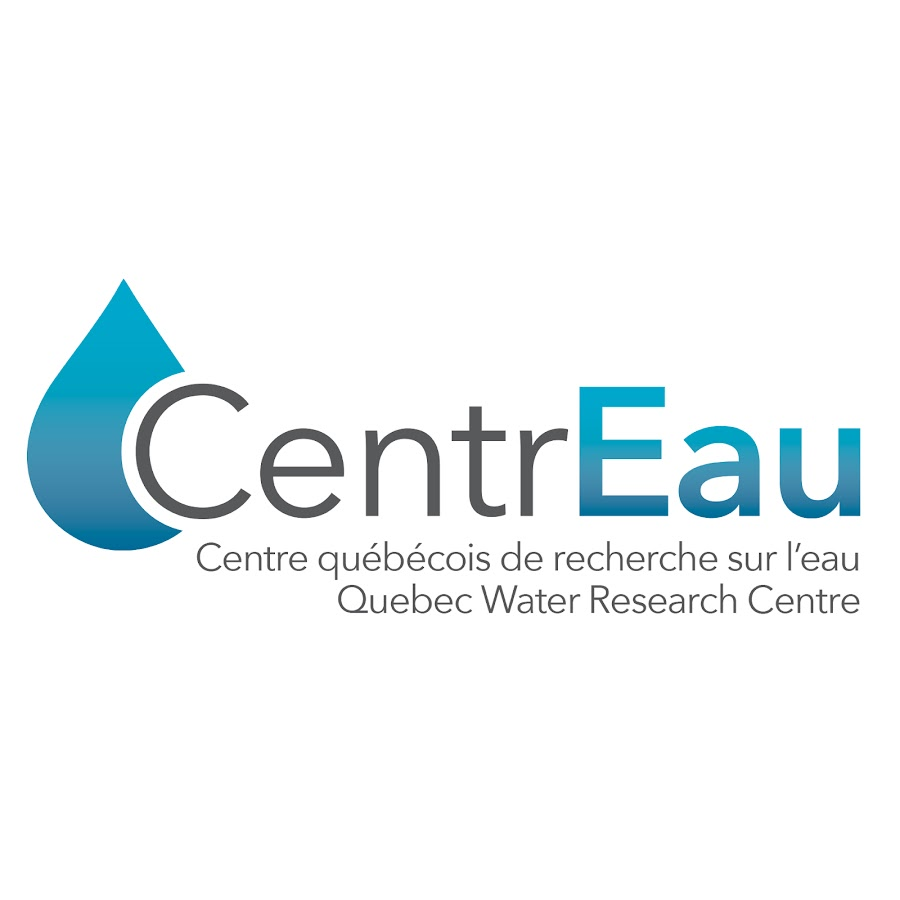 CentrEau
Centre québécois de recherche sur l’eau
Quebec Water Research Centre